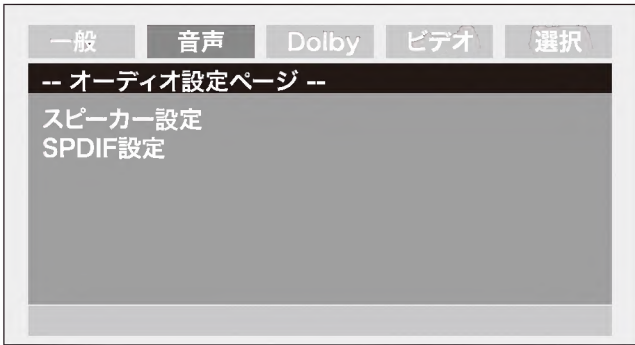 一般 音声 Dolby ビデオ 選択
-- オーディオ設定ページ --
スピーカー設定
SPDIF設定